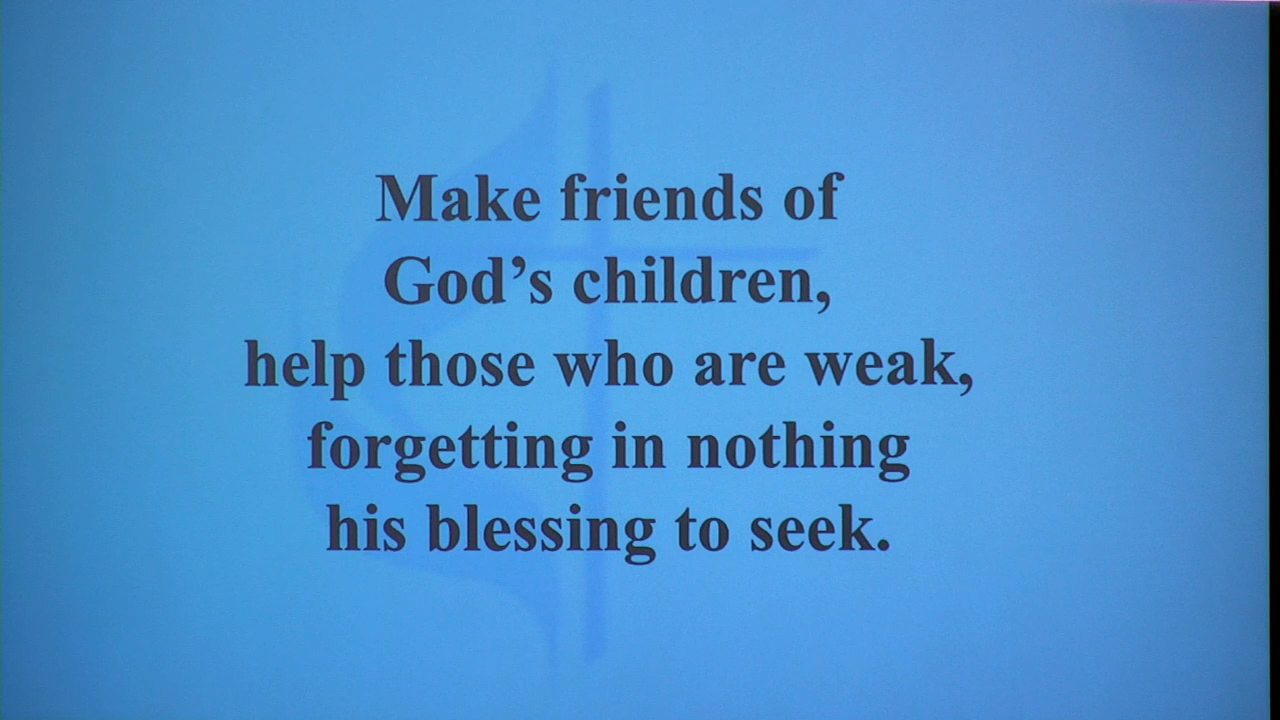 Make friends of
God’s children,
help those who are weak,
forgetting in nothing
his blessing to seek.